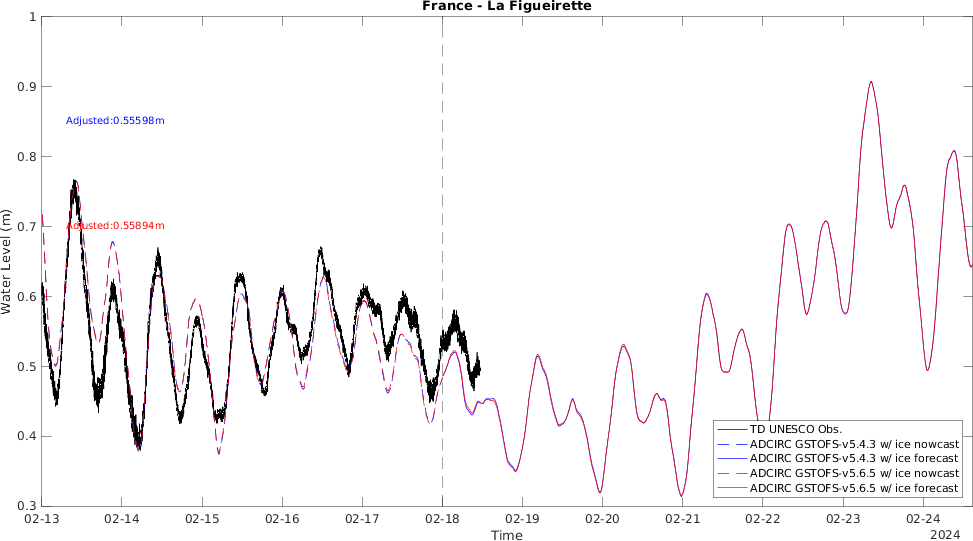 France - La Figueirette
1
0.9
0.8
0.7
0.6
0.5
0.4
0.3
Water Level (m)
Adjusted:0.55598m
Adjusted:0.55894m
TD UNESCO Obs.
ADCIRC GSTOFS-v5.4.3 w/ ice nowcast
ADCIRC GSTOFS-v5.4.3 w/ ice forecast
ADCIRC GSTOFS-v5.6.5 w/ ice nowcast
ADCIRC GSTOFS-v5.6.5 w/ ice forecast
02-13 02-14 02-15 02-16 02-17 02-18 02-19 02-20 02-21 02-22 02-23 02-24
Time
2024